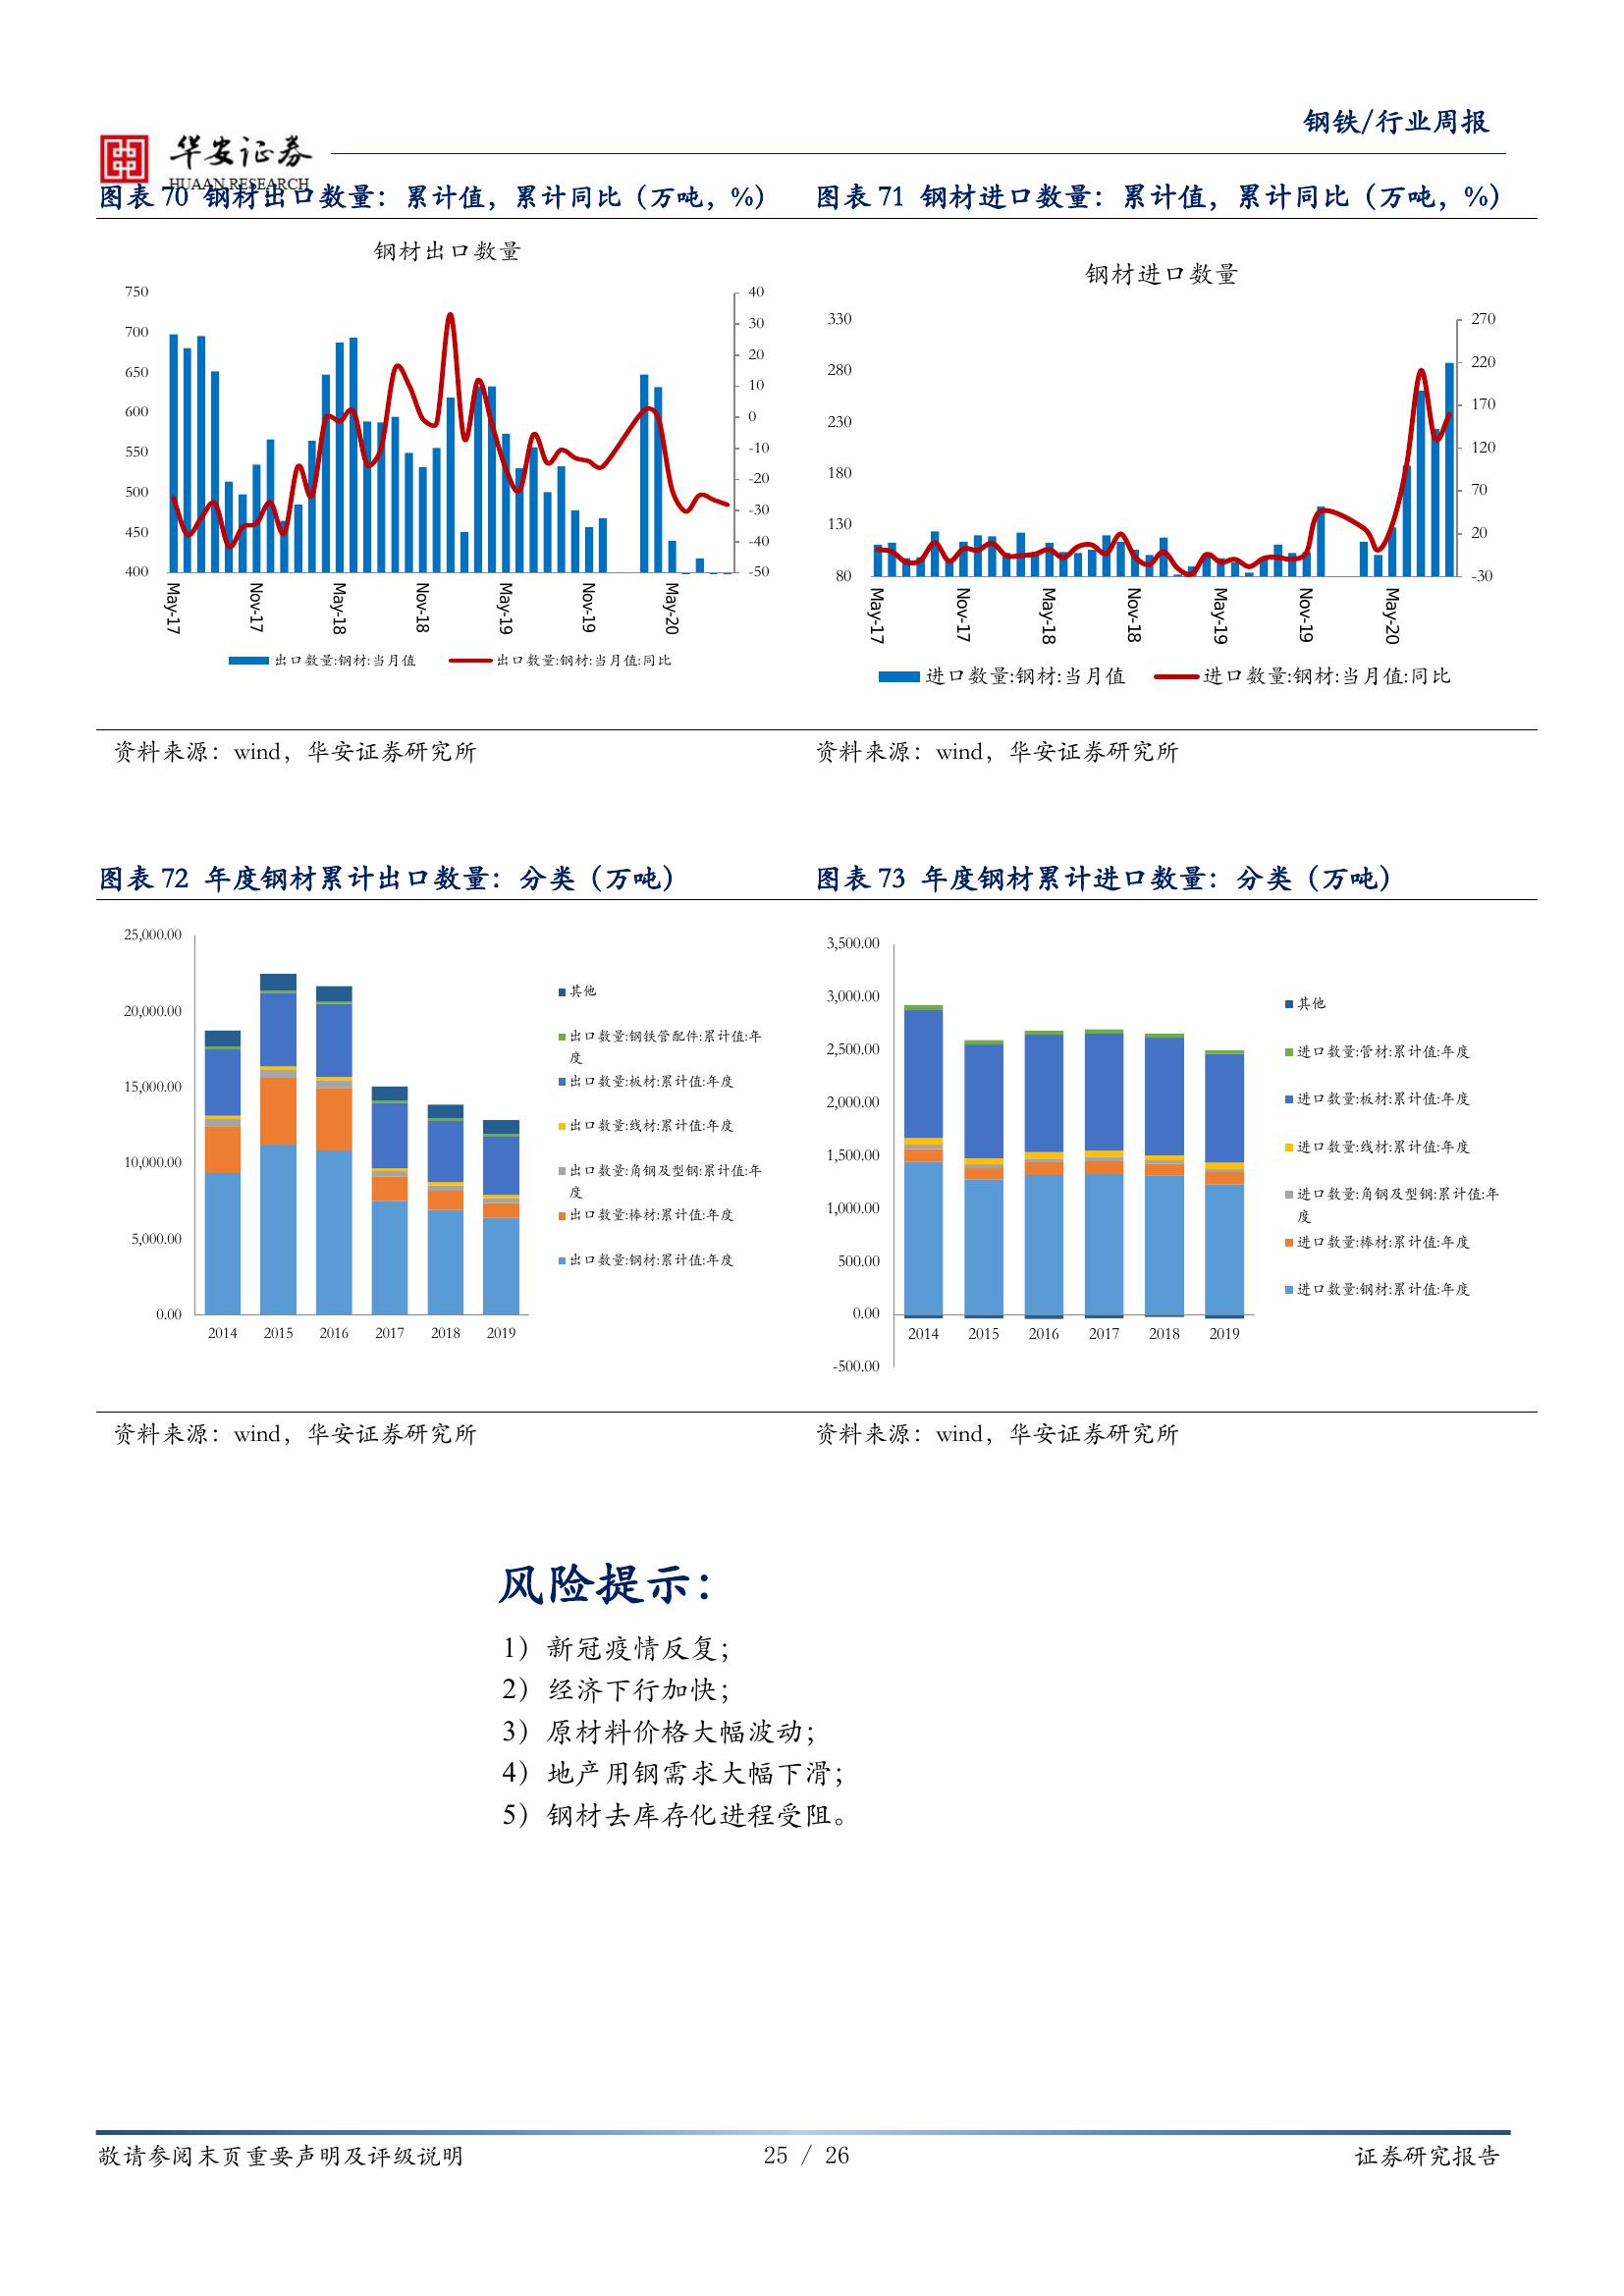 钢铁/行业周报
华安证券
HUAAN RESEARCH
图表 70 钢材出口数量：累计值，累计同比（万吨，%）
图表 71 钢材进口数量：累计值，累计同比（万吨，%）
钢材出口数量
750
700
650
600
550
500
450
400
40
30
20
10
0
-10
-20
-30
-40
-50
May-17
Nov-17
May-18
Nov-18
May-19
Nov-19
May-20
出口数量:钢材:当月值
出口数量:钢材:当月值:同比
钢材进口数量
330
280
230
180
130
80
270
220
170
120
70
20
-30
May-17
Nov-17
May-18
Nov-18
May-19
Nov-19
May-20
进口数量:钢材:当月值
进口数量:钢材:当月值:同比
资料来源：wind，华安证券研究所
资料来源：wind，华安证券研究所
图表 72 年度钢材累计出口数量：分类（万吨）
图表 73 年度钢材累计进口数量：分类（万吨）
25,000.00
20,000.00
15,000.00
10,000.00
5,000.00
0.00
2014
2015
2016
2017
2018
2019
其他
出口数量:钢铁管配件:累计值:年
度
出口数量:板材:累计值:年度
出口数量:线材:累计值:年度
出口数量:角钢及型钢:累计值:年
度
出口数量:棒材:累计值:年度
出口数量:钢材:累计值:年度
3,500.00
3,000.00
2,500.00
2,000.00
1,500.00
1,000.00
500.00
0.00
-500.00
2014
2015
2016
2017
2018
2019
其他
进口数量:管材:累计值:年度
进口数量:板材:累计值:年度
进口数量:线材:累计值:年度
进口数量:角钢及型钢:累计值:年
度
进口数量:棒材:累计值:年度
进口数量:钢材:累计值:年度
资料来源：wind，华安证券研究所
资料来源：wind，华安证券研究所
风险提示：
1）新冠疫情反复；
2）经济下行加快；
3）原材料价格大幅波动；
4）地产用钢需求大幅下滑；
5）钢材去库存化进程受阻。
敬请参阅末页重要声明及评级说明
25 / 26
证券研究报告